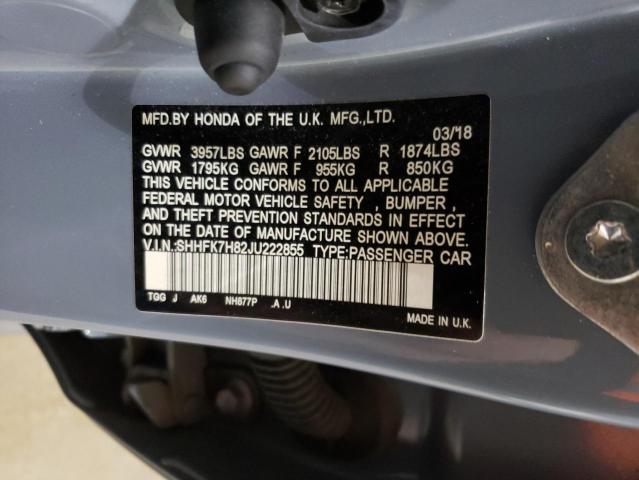 MFD.BY HONDA OF THE U.K. MFG.,LTD.
03/18
GVWR 3957LBS GAWR F 2105LBS R 1874LBS
GVWR 1795KG GAWR F 955KG R 850KG
THIS VEHICLE CONFORMS TO ALL APPLICABLE
FEDERAL MOTOR VEHICLE SAFETY , BUMPER ,
AND THEFT PREVENTION STANDARDS IN EFFECT
ON THE DATE OF MANUFACTURE SHOWN ABOVE.
V.I.N.:SHHFK7H82JU222855 TYPE:PASSENGER CAR
TGG J AK6 NH877P .A .U
MADE IN U.K.